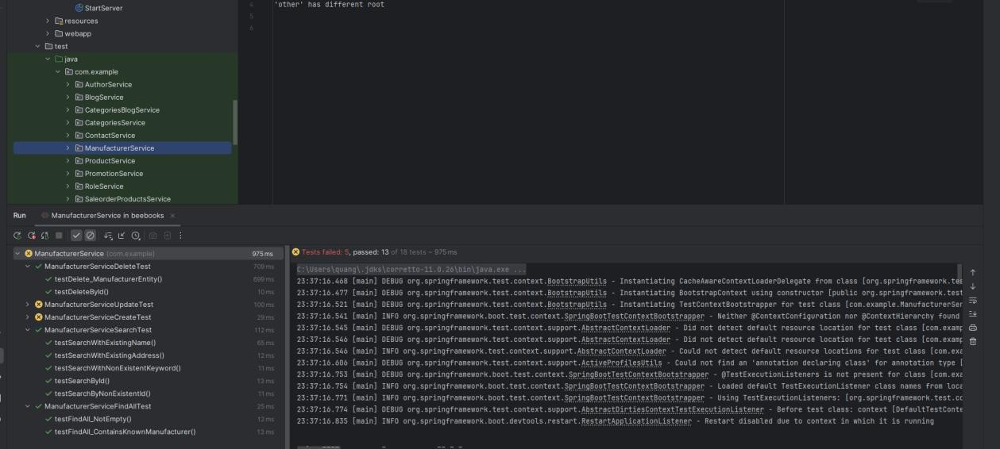 StartServer
resources
webapp
test
java
com.example
AuthorService
BlogService
CategoriesBlogService
CategoriesService
ContactService
ManufacturerService
ProductService
PromotionService
RoleService
SaleorderProductsService
4 'other' has different root
5
6
Run ManufacturerService in beebooks ×
ManufacturerService (com.example) 975 ms
ManufacturerServiceDeleteTest 709 ms
testDelete_ManufacturerEntity() 699 ms
testDeleteById() 10 ms
ManufacturerServiceUpdateTest 100 ms
ManufacturerServiceCreateTest 29 ms
ManufacturerServiceSearchTest 112 ms
testSearchWithExistingName() 65 ms
testSearchWithExistingAddress() 12 ms
testSearchWithNonExistentKeyword() 11 ms
testSearchById() 13 ms
testSearchByNonExistentId() 11 ms
ManufacturerServiceFindAllTest 25 ms
testFindAll_NotEmpty() 12 ms
testFindAll_ContainsKnownManufacturer() 13 ms
Tests failed: 5, passed: 13 of 18 tests – 975 ms
C:\Users\quang\.jdks\corretto-11.0.26\bin\java.exe ...
23:37:16.468 [main] DEBUG org.springframework.test.context.BootstrapUtils - Instantiating CacheAwareContextLoaderDelegate from class [org.springframework.tes
23:37:16.477 [main] DEBUG org.springframework.test.context.BootstrapUtils - Instantiating BootstrapContext using constructor [public org.springframework.test
23:37:16.521 [main] DEBUG org.springframework.test.context.BootstrapUtils - Instantiating TestContextBootstrapper for test class [com.example.ManufacturerSer
23:37:16.541 [main] INFO org.springframework.boot.test.context.SpringBootTestContextBootstrapper - Neither @ContextConfiguration nor @ContextHierarchy found
23:37:16.545 [main] DEBUG org.springframework.test.context.support.AbstractContextLoader - Did not detect default resource location for test class [com.examp
23:37:16.546 [main] DEBUG org.springframework.test.context.support.AbstractContextLoader - Did not detect default resource location for test class [com.examp
23:37:16.546 [main] INFO org.springframework.test.context.support.AbstractContextLoader - Could not detect default resource locations for test class [com.exa
23:37:16.606 [main] DEBUG org.springframework.test.context.support.ActiveProfilesUtils - Could not find an 'annotation declaring class' for annotation type [
23:37:16.753 [main] DEBUG org.springframework.boot.test.context.SpringBootTestContextBootstrapper - @TestExecutionListeners is not present for class [com.exa
23:37:16.754 [main] INFO org.springframework.boot.test.context.SpringBootTestContextBootstrapper - Loaded default TestExecutionListener class names from loca
23:37:16.771 [main] INFO org.springframework.boot.test.context.SpringBootTestContextBootstrapper - Using TestExecutionListeners: [org.springframework.test.co
23:37:16.774 [main] DEBUG org.springframework.test.context.support.AbstractDirtiesContextTestExecutionListener - Before test class: context [DefaultTestConte
23:37:16.835 [main] INFO org.springframework.boot.devtools.restart.RestartApplicationListener - Restart disabled due to context in which it is running